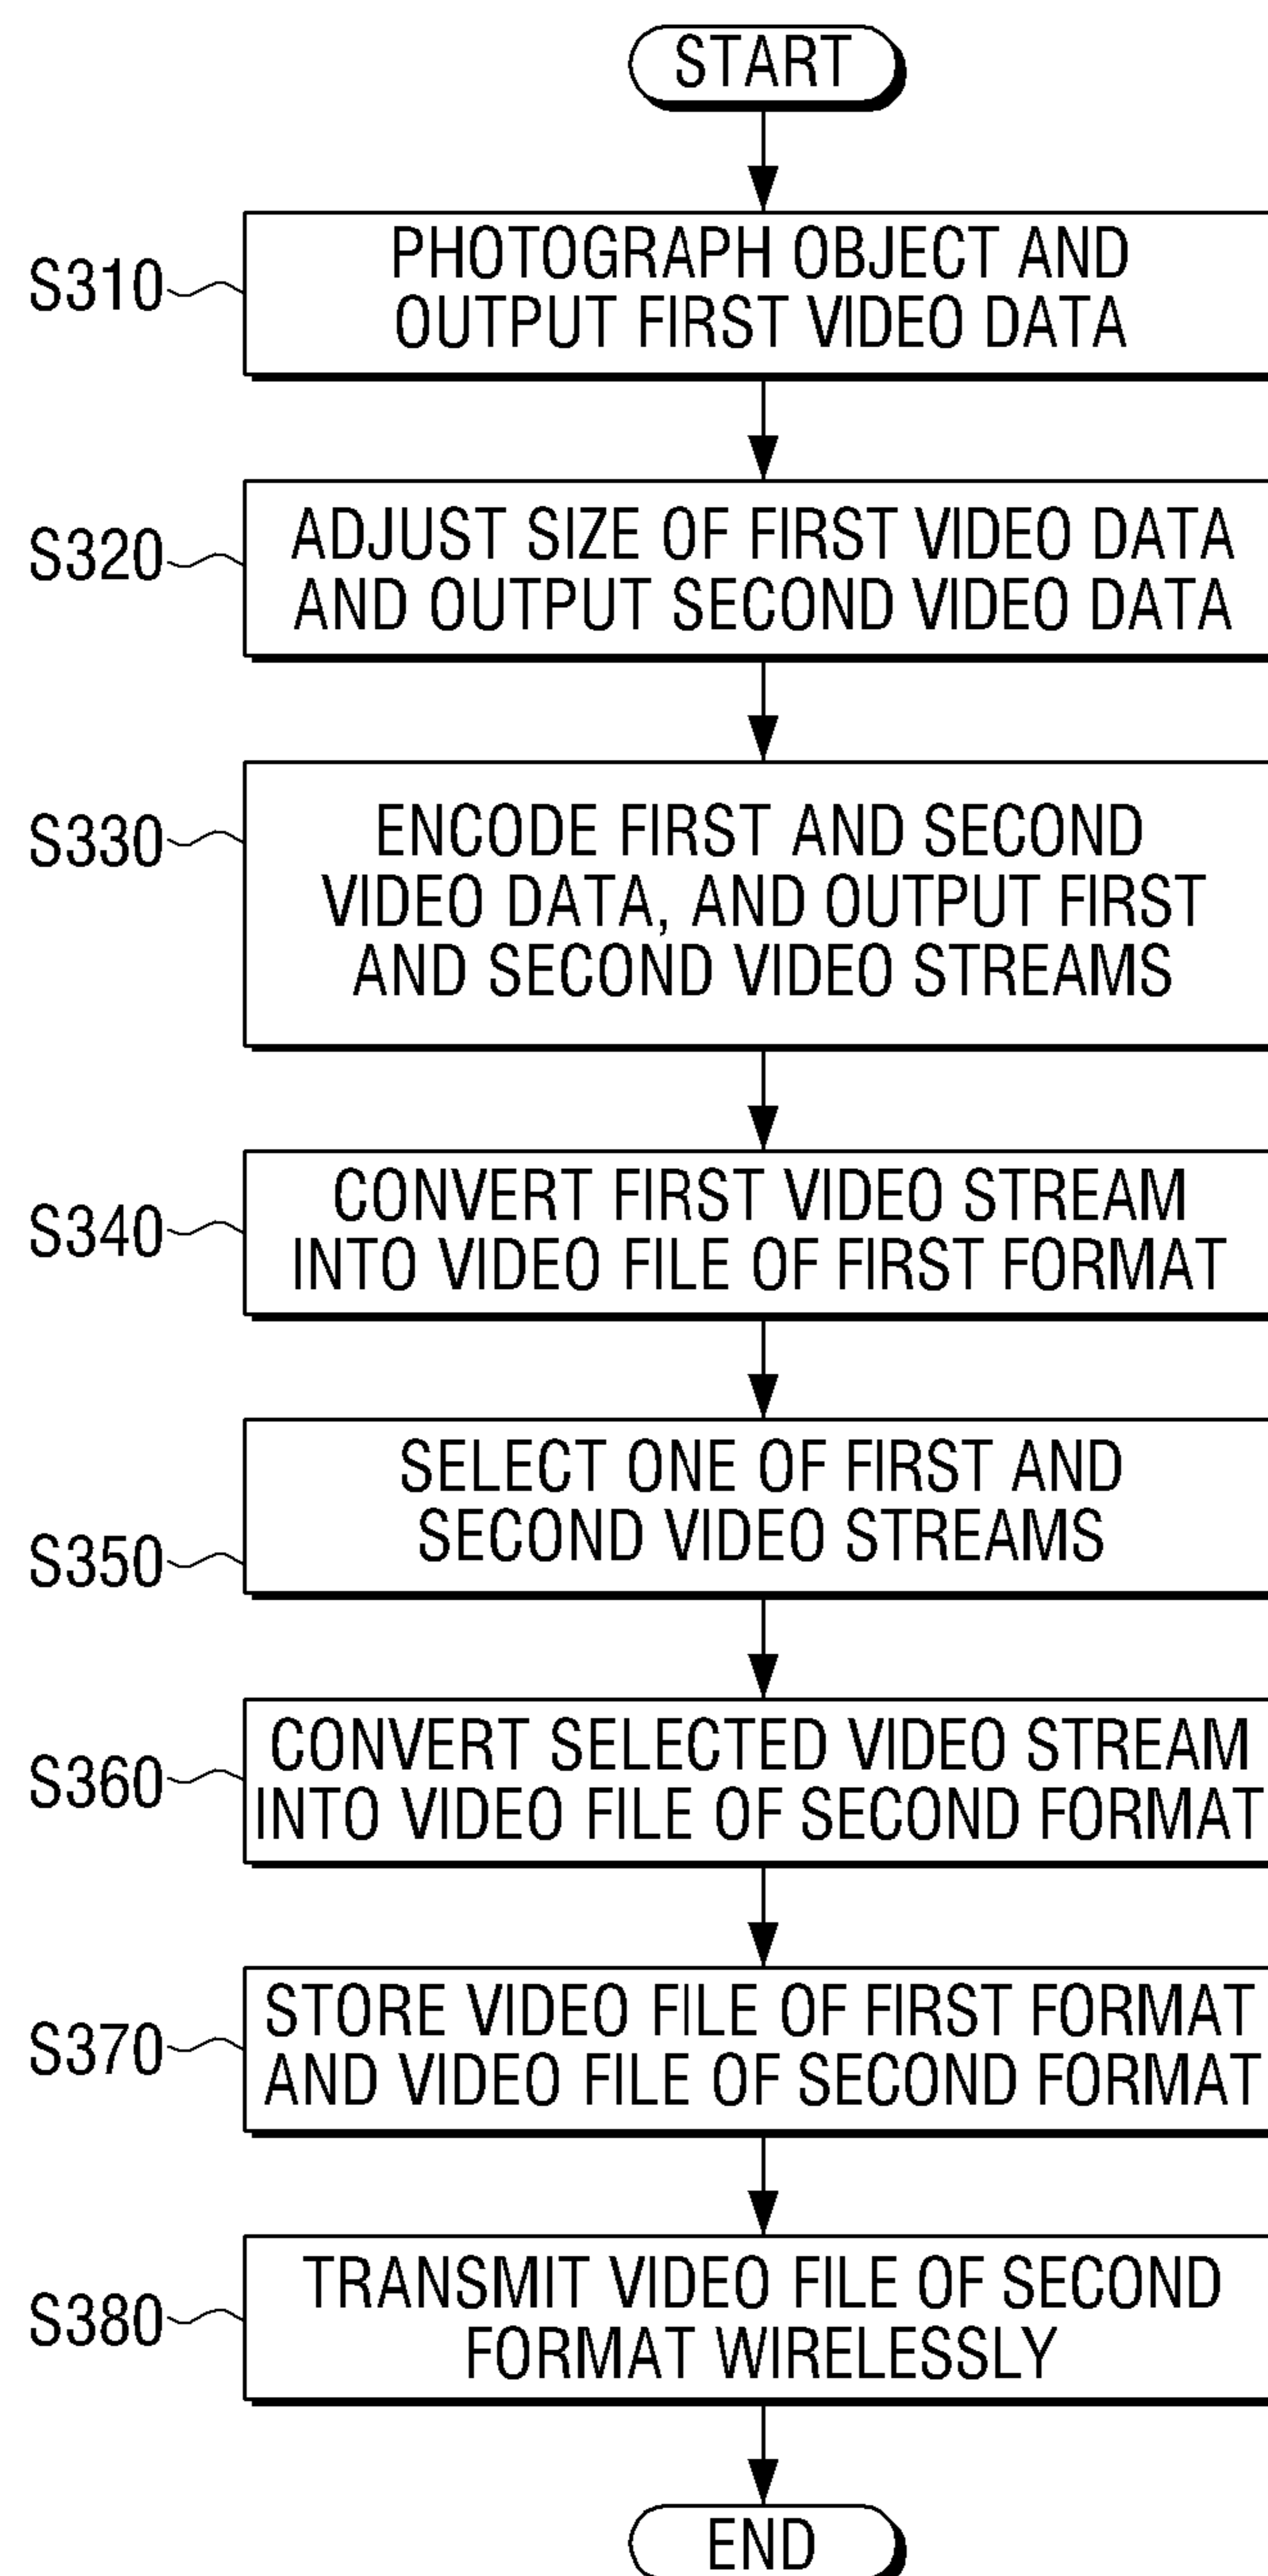 START
S310
PHOTOGRAPH OBJECT AND
OUTPUT FIRST VIDEO DATA
S320
ADJUST SIZE OF FIRST VIDEO DATA
AND OUTPUT SECOND VIDEO DATA
S330
ENCODE FIRST AND SECOND
VIDEO DATA, AND OUTPUT FIRST
AND SECOND VIDEO STREAMS
S340
CONVERT FIRST VIDEO STREAM
INTO VIDEO FILE OF FIRST FORMAT
S350
SELECT ONE OF FIRST AND
SECOND VIDEO STREAMS
S360
CONVERT SELECTED VIDEO STREAM
INTO VIDEO FILE OF SECOND FORMAT
S370
STORE VIDEO FILE OF FIRST FORMAT
AND VIDEO FILE OF SECOND FORMAT
S380
TRANSMIT VIDEO FILE OF SECOND
FORMAT WIRELESSLY
END